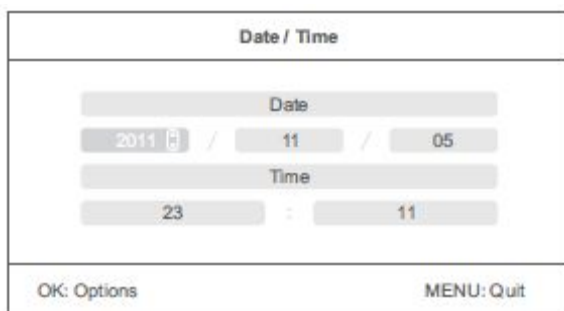 Date / Time
Date
2011 / 11 / 05
Time
23 : 11
OK: Options MENU: Quit